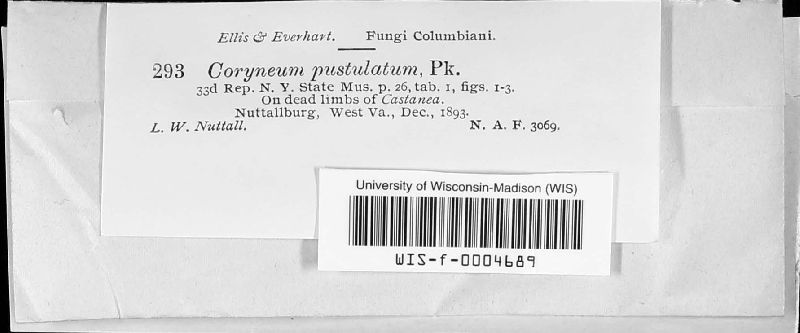 Ellis & Everhart. Fungi Columbiani.
293 Coryneum pustulatum, Pk.
33d Rep. N. Y. State Mus. p. 26, tab. 1, figs. 1-3.
On dead limbs of Castanea.
Nuttallburg, West Va., Dec., 1893.
L. W. Nuttall. N. A. F. 3069.
University of Wisconsin-Madison (WIS)
WIS-f-0004689